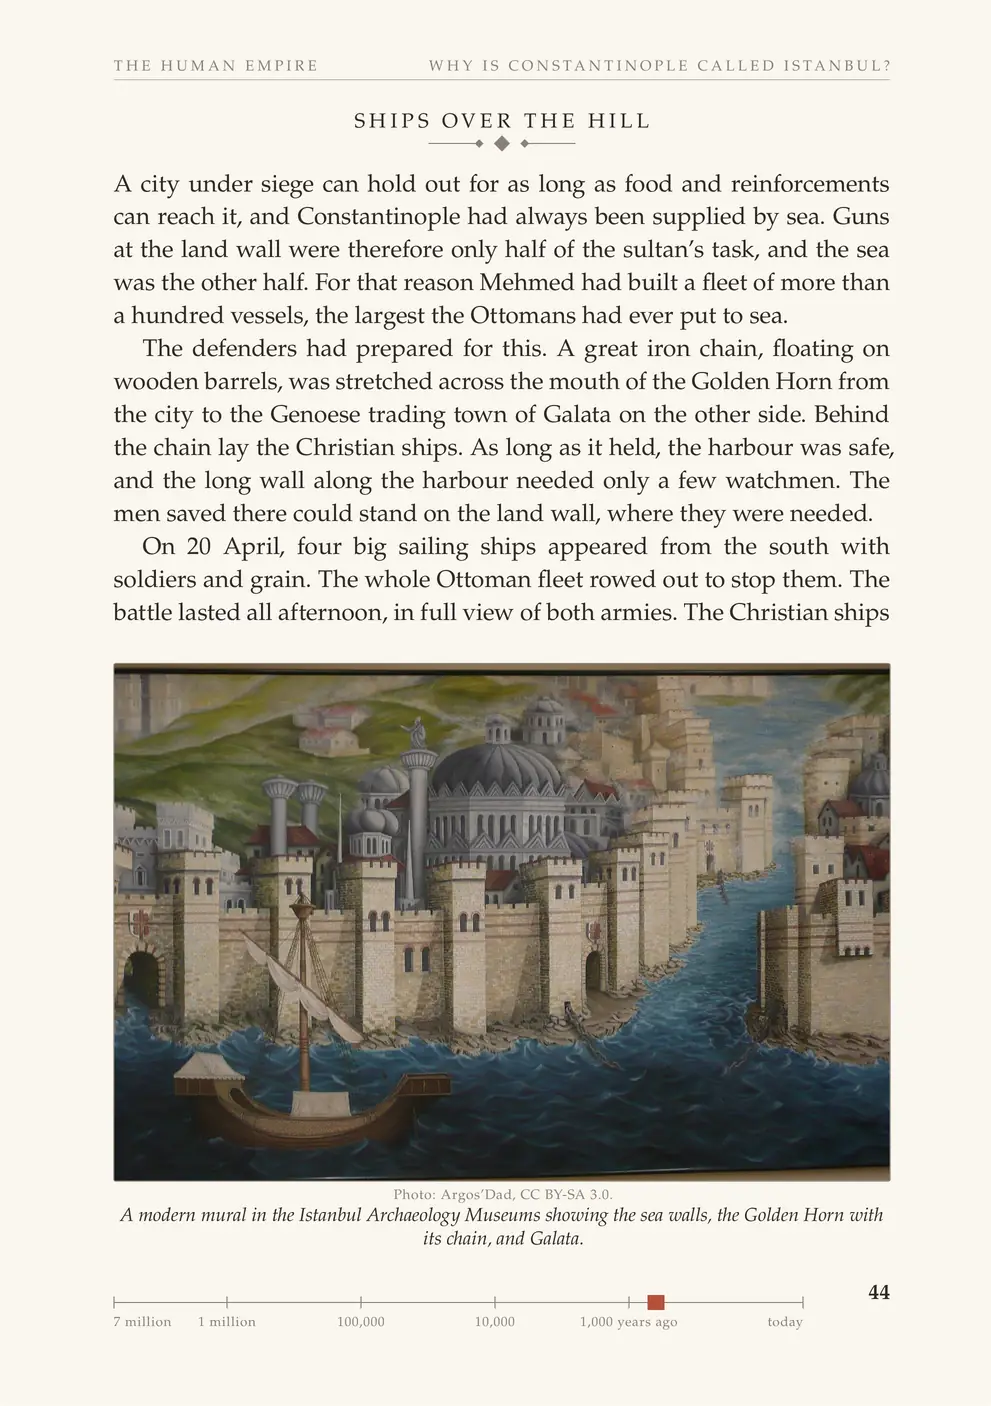 THE HUMAN EMPIRE
WHY IS CONSTANTINOPLE CALLED ISTANBUL?
SHIPS OVER THE HILL
A city under siege can hold out for as long as food and reinforcements
can reach it, and Constantinople had always been supplied by sea. Guns
at the land wall were therefore only half of the sultan’s task, and the sea
was the other half. For that reason Mehmed had built a fleet of more than
a hundred vessels, the largest the Ottomans had ever put to sea.
The defenders had prepared for this. A great iron chain, floating on
wooden barrels, was stretched across the mouth of the Golden Horn from
the city to the Genoese trading town of Galata on the other side. Behind
the chain lay the Christian ships. As long as it held, the harbour was safe,
and the long wall along the harbour needed only a few watchmen. The
men saved there could stand on the land wall, where they were needed.
On 20 April, four big sailing ships appeared from the south with
soldiers and grain. The whole Ottoman fleet rowed out to stop them. The
battle lasted all afternoon, in full view of both armies. The Christian ships
Photo: Argos’Dad, CC BY-SA 3.0.
A modern mural in the Istanbul Archaeology Museums showing the sea walls, the Golden Horn with
its chain, and Galata.
44
7 million 1 million 100,000 10,000 1,000 years ago today